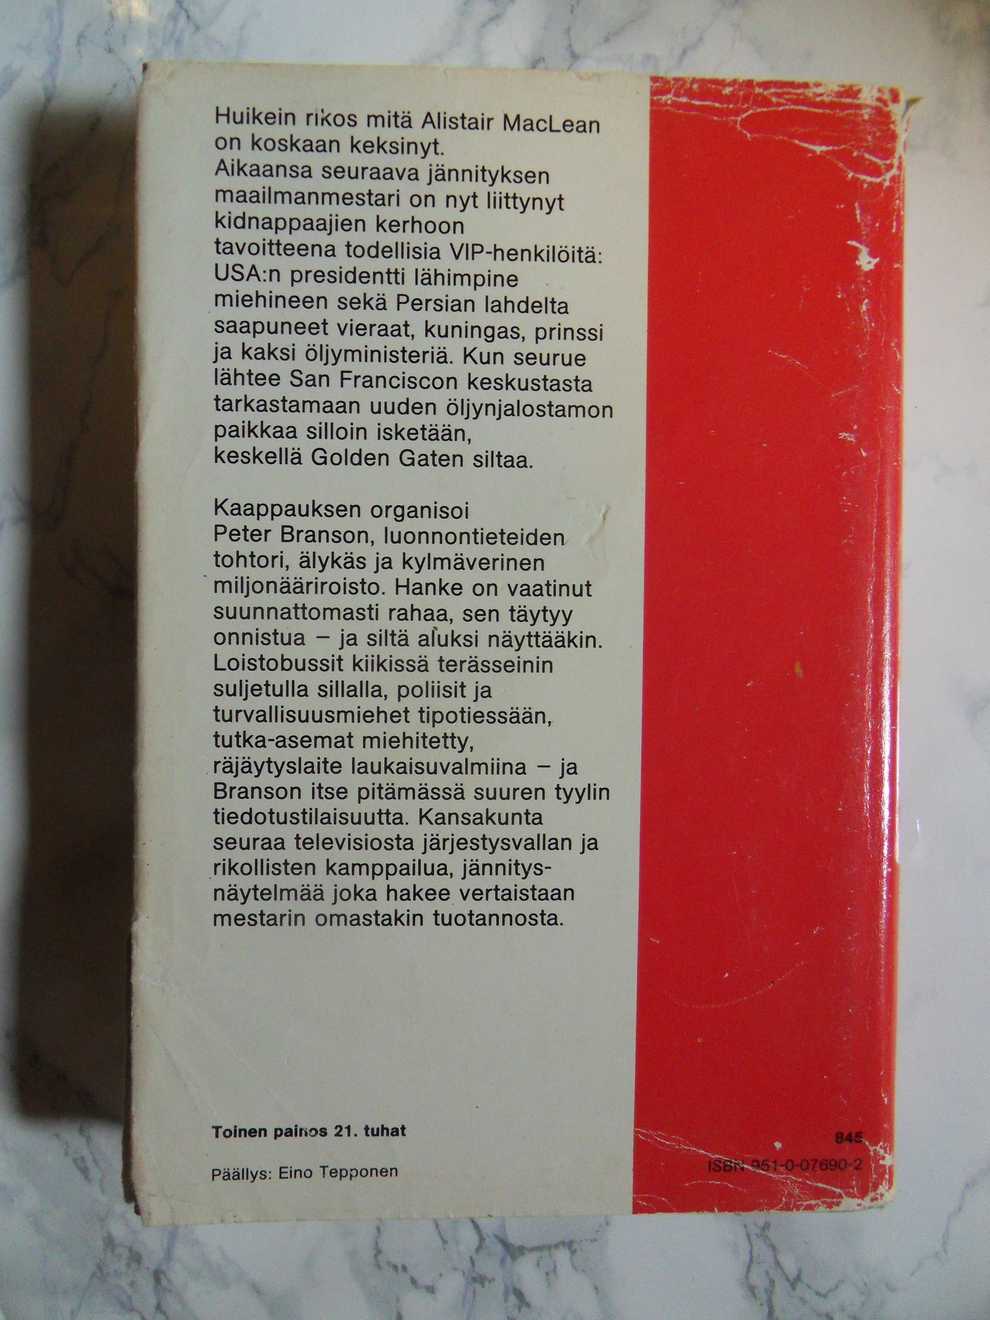 Huikein rikos mitä Alistair MacLean
on koskaan keksinyt.
Aikaansa seuraava jännityksen
maailmanmestari on nyt liittynyt
kidnappaajien kerhoon
tavoitteena todellisia VIP-henkilöitä:
USA:n presidentti lähimpine
miehineen sekä Persian lahdelta
saapuneet vieraat, kuningas, prinssi
ja kaksi öljyministeriä. Kun seurue
lähtee San Franciscon keskustasta
tarkastamaan uuden öljynjalostamon
paikkaa silloin isketään,
keskellä Golden Gaten siltaa.

Kaappauksen organisoi
Peter Branson, luonnontieteiden
tohtori, älykäs ja kylmäverinen
miljonääriroisto. Hanke on vaatinut
suunnattomasti rahaa, sen täytyy
onnistua – ja siltä aluksi näyttääkin.
Loistobussit kiikissä terässeinin
suljetulla sillalla, poliisit ja
turvallisuusmiehet tipotiessään,
tutka-asemat miehitetty,
räjäytyslaite laukaisuvalmiina – ja
Branson itse pitämässä suuren tyylin
tiedotustilaisuutta. Kansakunta
seuraa televisiosta järjestysvallan ja
rikollisten kamppailua, jännitys-
näytelmää joka hakee vertaistaan
mestarin omastakin tuotannosta.

Toinen painos 21. tuhat
Päällys: Eino Tepponen
845
ISBN 951-0-07690-2